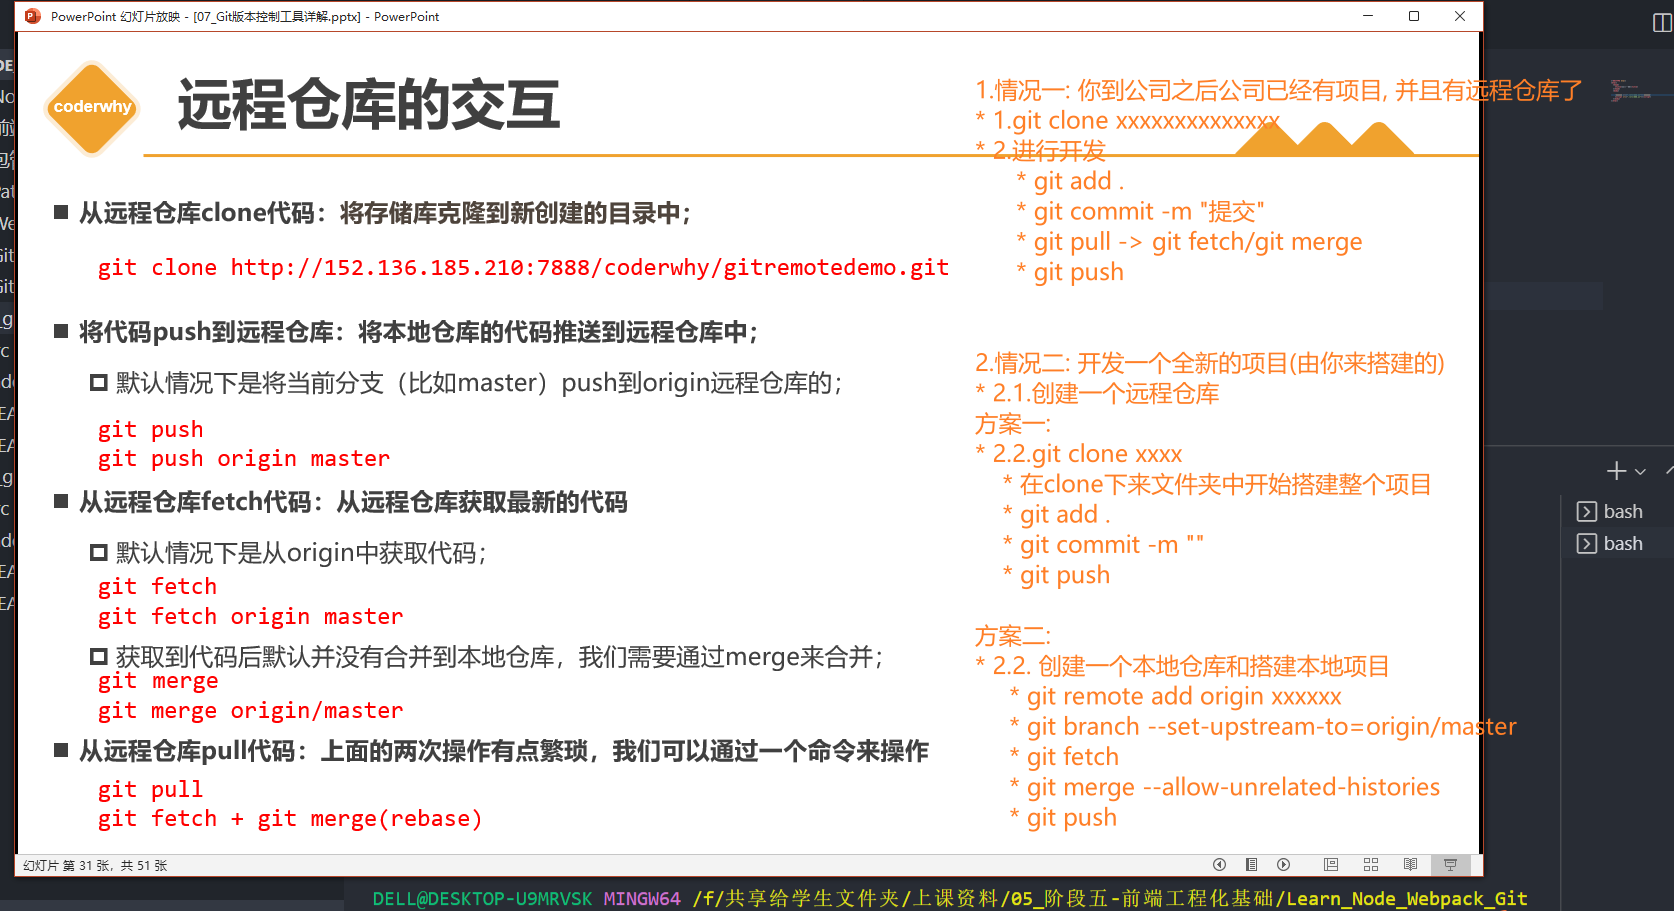 PowerPoint 幻灯片放映 - [07_Git版本控制工具详解.pptx] - PowerPoint
coderwhy
远程仓库的交互
从远程仓库clone代码：将存储库克隆到新创建的目录中；
git clone http://152.136.185.210:7888/coderwhy/gitremotedemo.git
将代码push到远程仓库：将本地仓库的代码推送到远程仓库中；
默认情况下是将当前分支（比如master）push到origin远程仓库的；
git push
git push origin master
从远程仓库fetch代码：从远程仓库获取最新的代码
默认情况下是从origin中获取代码；
git fetch
git fetch origin master
获取到代码后默认并没有合并到本地仓库，我们需要通过merge来合并；
git merge
git merge origin/master
从远程仓库pull代码：上面的两次操作有点繁琐，我们可以通过一个命令来操作
git pull
git fetch + git merge(rebase)
1.情况一: 你到公司之后公司已经有项目, 并且有远程仓库了
* 1.git clone xxxxxxxxxxxxxx
* 2.进行开发
* git add .
* git commit -m "提交"
* git pull -> git fetch/git merge
* git push
2.情况二: 开发一个全新的项目(由你来搭建的)
* 2.1.创建一个远程仓库
方案一:
* 2.2.git clone xxxx
* 在clone下来文件夹中开始搭建整个项目
* git add .
* git commit -m ""
* git push
方案二:
* 2.2. 创建一个本地仓库和搭建本地项目
* git remote add origin xxxxxx
* git branch --set-upstream-to=origin/master
* git fetch
* git merge --allow-unrelated-histories
* git push
bash
bash
幻灯片 第 31 张，共 51 张
DELL@DESKTOP-U9MRVSK MINGW64 /f/共享给学生文件夹/上课资料/05_阶段五-前端工程化基础/Learn_Node_Webpack_Git